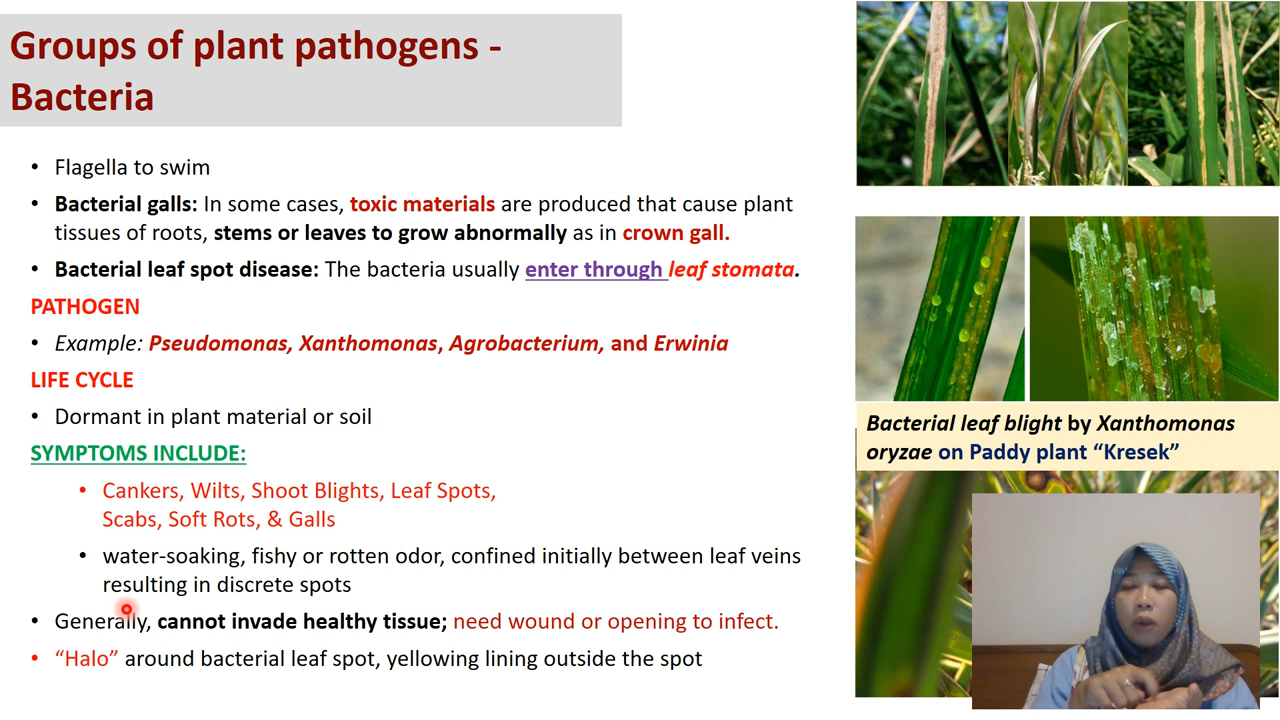 Groups of plant pathogens -
Bacteria
• Flagella to swim
• Bacterial galls: In some cases, toxic materials are produced that cause plant
tissues of roots, stems or leaves to grow abnormally as in crown gall.
• Bacterial leaf spot disease: The bacteria usually enter through leaf stomata.
PATHOGEN
• Example: Pseudomonas, Xanthomonas, Agrobacterium, and Erwinia
LIFE CYCLE
• Dormant in plant material or soil
SYMPTOMS INCLUDE:
• Cankers, Wilts, Shoot Blights, Leaf Spots,
Scabs, Soft Rots, & Galls
• water-soaking, fishy or rotten odor, confined initially between leaf veins
resulting in discrete spots
• Generally, cannot invade healthy tissue; need wound or opening to infect.
• “Halo” around bacterial leaf spot, yellowing lining outside the spot
Bacterial leaf blight by Xanthomonas
oryzae on Paddy plant “Kresek”